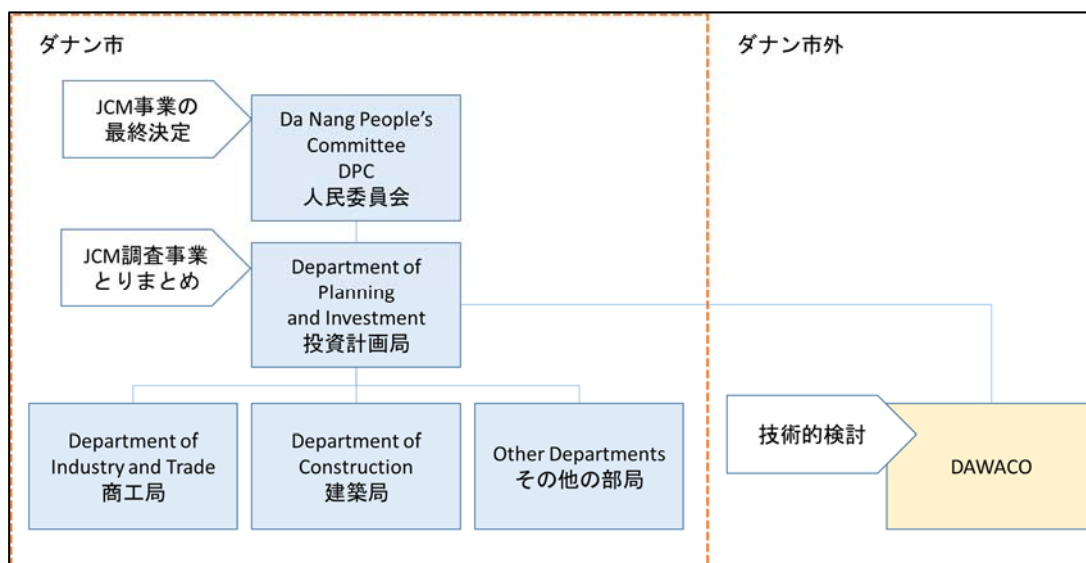 ダナン市
ダナン市外
JCM事業の
最終決定
Da Nang People's
Committee
DPC
人民委員会
JCM調査事業
とりまとめ
Department of
Planning
and Investment
投資計画局
Department of
Industry and Trade
商工局
Department of
Construction
建築局
Other Departments
その他の部局
技術的検討
DAWACO